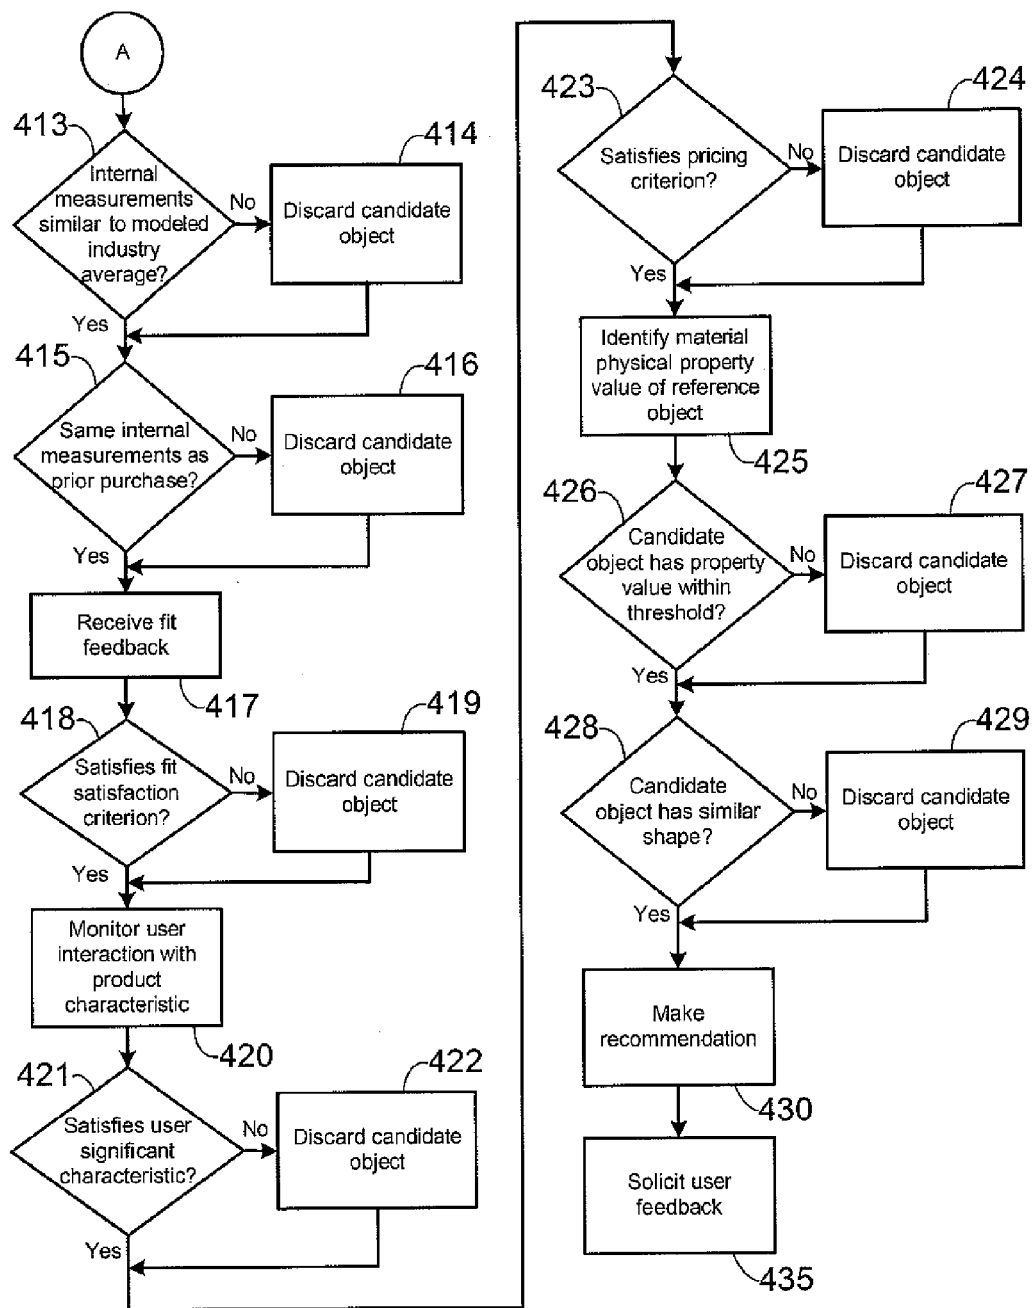 A
413
Internal
measurements
similar to modeled
industry
average?
No
414
Discard candidate
object
Yes
415
Same internal
measurements as
prior purchase?
No
416
Discard candidate
object
Yes
Receive fit
feedback
417
418
Satisfies fit
satisfaction
criterion?
No
419
Discard candidate
object
Yes
Monitor user
interaction with
product
characteristic
420
421
Satisfies user
significant
characteristic?
No
422
Discard candidate
object
Yes
423
Satisfies pricing
criterion?
No
424
Discard candidate
object
Yes
Identify material
physical property
value of reference
object
425
426
Candidate
object has property
value within
threshold?
No
427
Discard candidate
object
Yes
428
Candidate
object has similar
shape?
No
429
Discard candidate
object
Yes
Make
recommendation
430
Solicit user
feedback
435